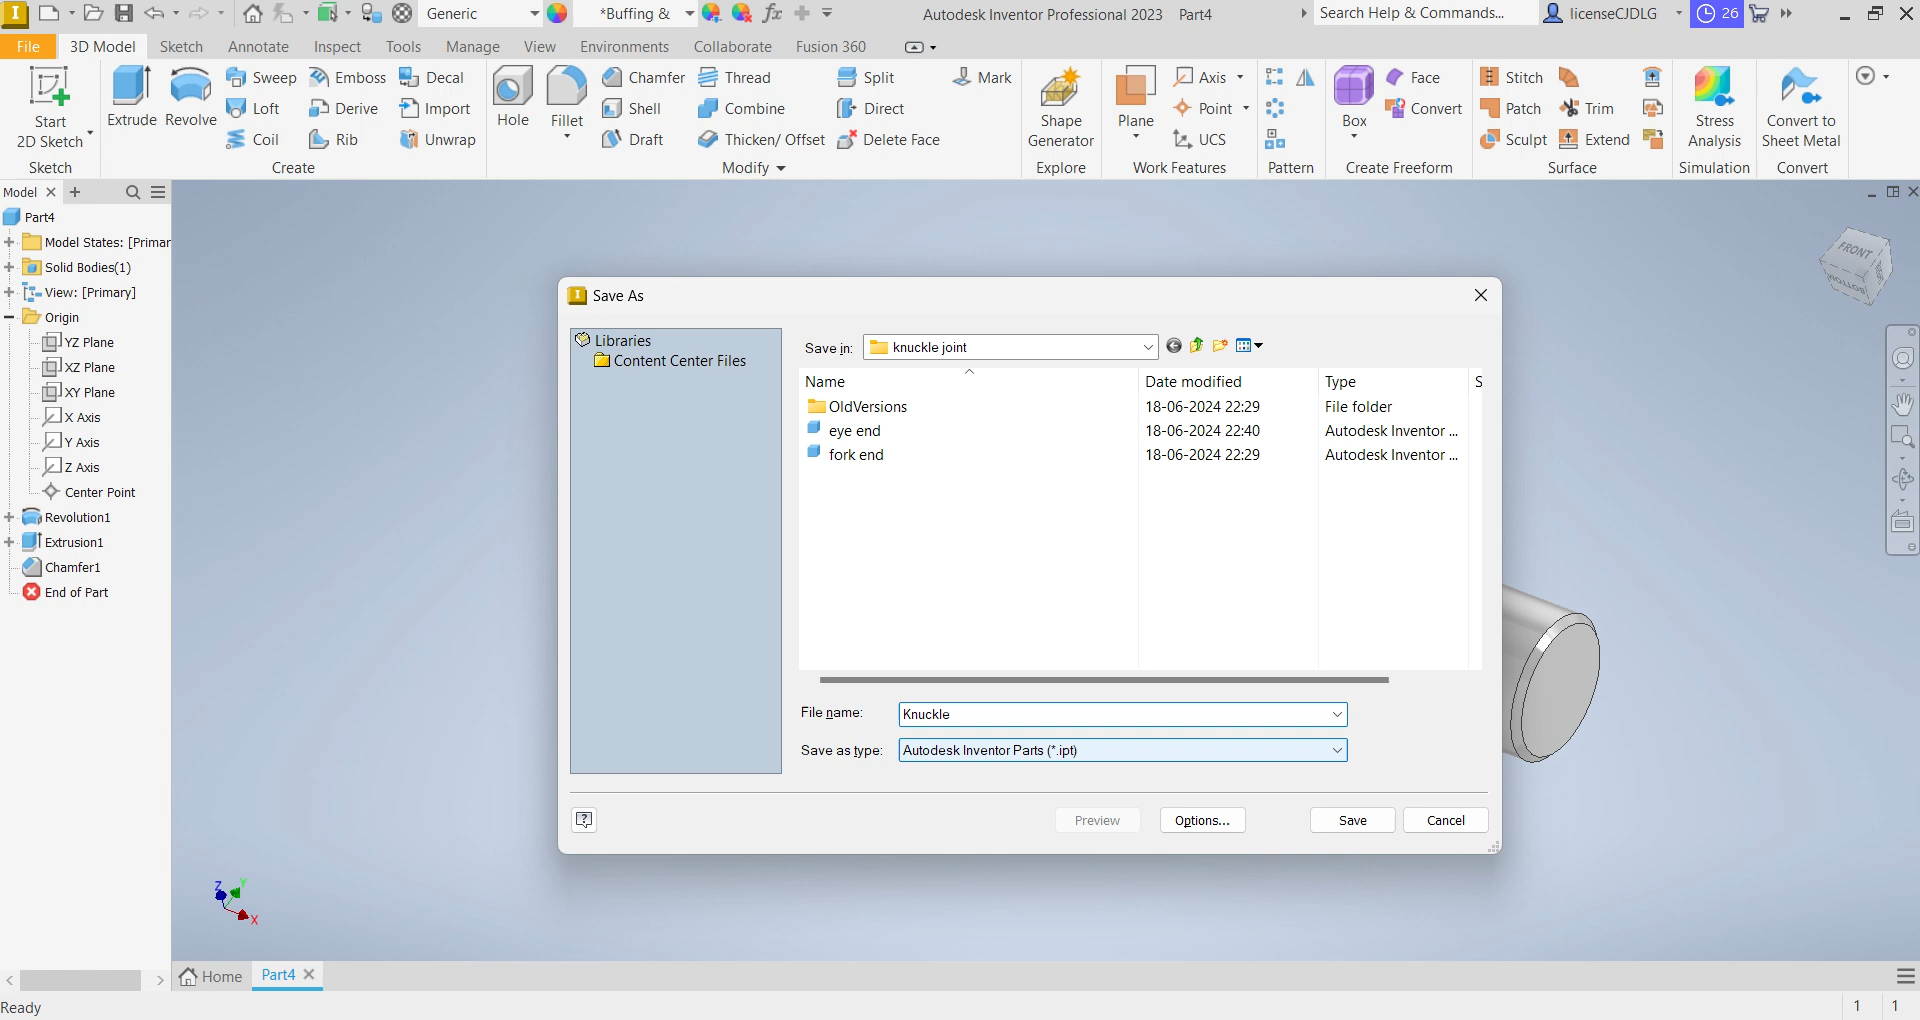 Generic
*Buffing &
Autodesk Inventor Professional 2023 Part4
Search Help & Commands...
licenseCJDLG
26
File 3D Model Sketch Annotate Inspect Tools Manage View Environments Collaborate Fusion 360
Start
2D Sketch
Sketch
Extrude
Revolve
Sweep
Loft
Coil
Emboss
Derive
Rib
Decal
Import
Unwrap
Create
Hole
Fillet
Chamfer
Shell
Draft
Thread
Combine
Thicken/ Offset
Split
Direct
Delete Face
Mark
Modify
Shape
Generator
Explore
Plane
Axis
Point
UCS
Work Features
Pattern
Box
Face
Convert
Create Freeform
Stitch
Patch
Sculpt
Trim
Extend
Surface
Stress
Analysis
Simulation
Convert to
Sheet Metal
Convert
Model
Part4
Model States: [Primar
Solid Bodies(1)
View: [Primary]
Origin
YZ Plane
XZ Plane
XY Plane
X Axis
Y Axis
Z Axis
Center Point
Revolution1
Extrusion1
Chamfer1
End of Part
FRONT
BOTTOM
Save As
Libraries
Content Center Files
Save in: knuckle joint
Name Date modified Type S
OldVersions 18-06-2024 22:29 File folder
eye end 18-06-2024 22:40 Autodesk Inventor ...
fork end 18-06-2024 22:29 Autodesk Inventor ...
File name: Knuckle
Save as type: Autodesk Inventor Parts (*.ipt)
Preview Options... Save Cancel
Z Y
X
Home Part4
Ready
1 1